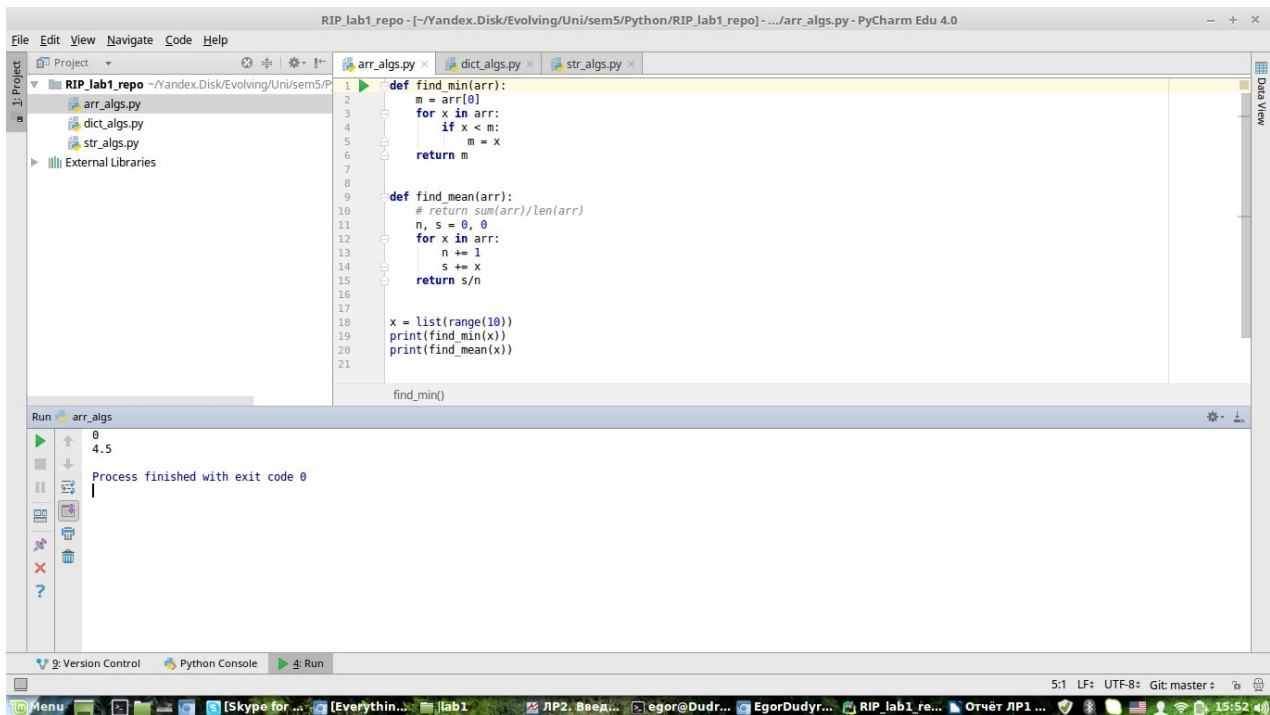 RIP_lab1_repo - [~/Yandex.Disk/Evolving/Uni/sem5/Python/RIP_lab1_repo] - .../arr_algs.py - PyCharm Edu 4.0
File Edit View Navigate Code Help
Project
arr_algs.py dict_algs.py str_algs.py
1: Project
Data View
RIP_lab1_repo ~/Yandex.Disk/Evolving/Uni/sem5/P
arr_algs.py
dict_algs.py
str_algs.py
External Libraries
1 def find_min(arr):
2 m = arr[0]
3 for x in arr:
4 if x < m:
5 m = x
6 return m
7
8
9 def find_mean(arr):
10 # return sum(arr)/len(arr)
11 n, s = 0, 0
12 for x in arr:
13 n += 1
14 s += x
15 return s/n
16
17
18 x = list(range(10))
19 print(find_min(x))
20 print(find_mean(x))
21
find_min()
Run arr_algs
0
4.5
Process finished with exit code 0
9: Version Control Python Console 4: Run
5:1 LF÷ UTF-8÷ Git: master÷
Menu [Skype for ... [Everythin... lab1 ЛР2. Введ... egor@Dudr... EgorDudyr... RIP_lab1_re... Отчёт ЛР1 ... 15:52